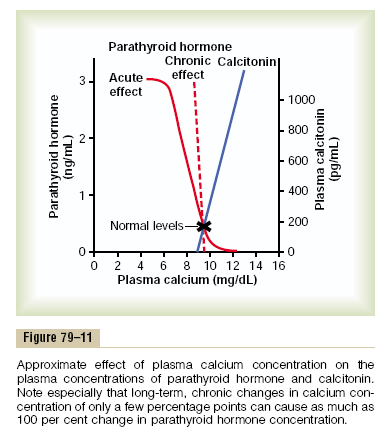 Parathyroid hormone
Chronic Calcitonin
Acute effect
effect
Parathyroid hormone
(ng/mL)
3
2
1
0
1000
800
600
400
200
0
Plasma calcitonin
(pg/mL)
Normal levels
0 2 4 6 8 10 12 14 16
Plasma calcium (mg/dL)
Figure 79–11
Approximate effect of plasma calcium concentration on the
plasma concentrations of parathyroid hormone and calcitonin.
Note especially that long-term, chronic changes in calcium con-
centration of only a few percentage points can cause as much as
100 per cent change in parathyroid hormone concentration.